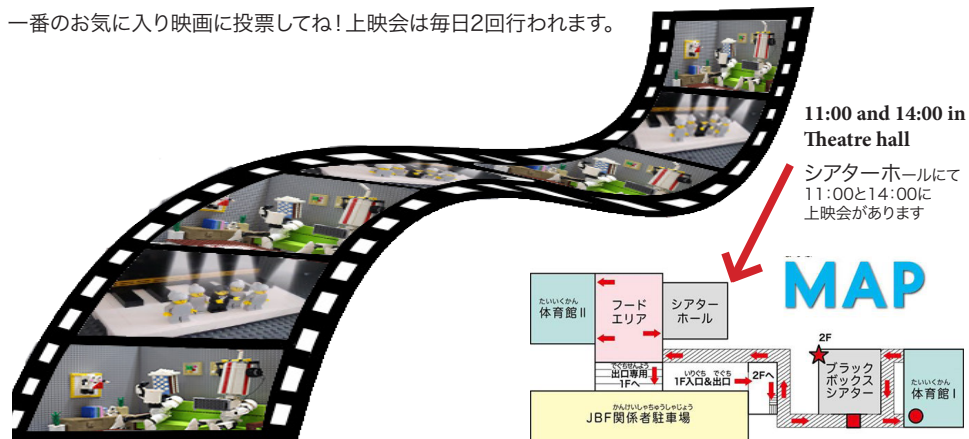 一番のお気に入り映画に投票してね！上映会は毎日2回行われます。
11:00 and 14:00 in
Theatre hall
シアターホールにて
11：00と14：00に
上映会があります
MAP
たいいくかん
体育館Ⅱ
フード
エリア
シアター
ホール
でぐちせんよう
出口専用
1Fへ
いりぐち でぐち
1F入口&出口
2Fへ
2F
ブラック
ボックス
シアター
たいいくかん
体育館Ⅰ
かんけいしゃちゅうしゃじょう
JBF関係者駐車場